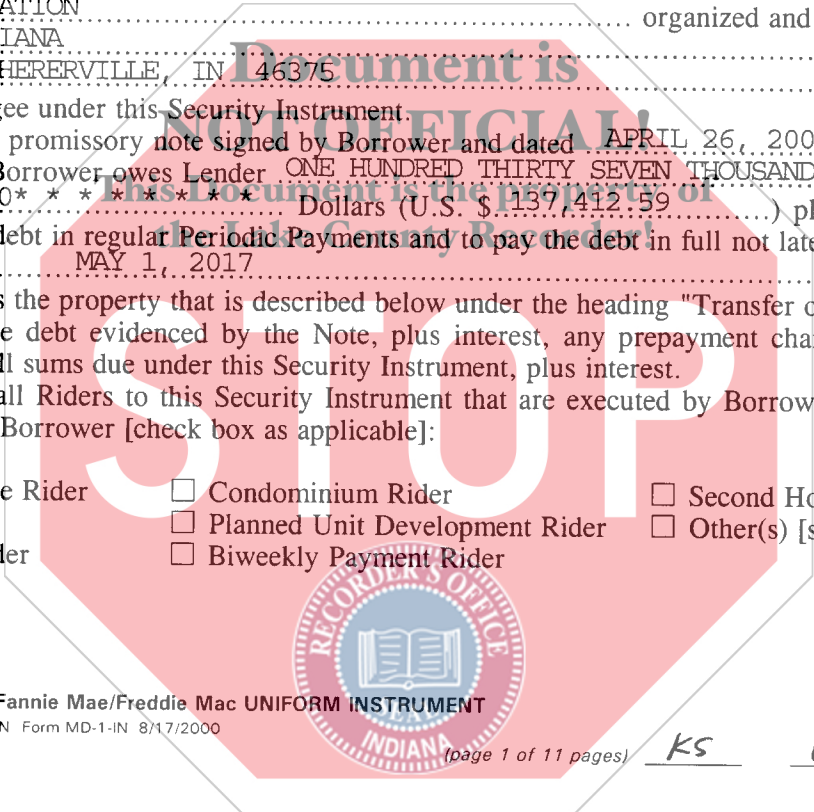 ATION
organized and
IANA
HERERVILLE, IN 46375
Document is
ee under this Security Instrument.
NOT OFFICIAL!
promissory note signed by Borrower and dated APRIL 26, 200
Borrower owes Lender ONE HUNDRED THIRTY SEVEN THOUSAND
This Document is the property of
0* * * * * * * * Dollars (U.S. $ 137,412.59 ) pl
the Lake County Recorder!
debt in regular Periodic Payments and to pay the debt in full not late
MAY 1, 2017
s the property that is described below under the heading "Transfer o
e debt evidenced by the Note, plus interest, any prepayment cha
ll sums due under this Security Instrument, plus interest.
all Riders to this Security Instrument that are executed by Borrow
Borrower [check box as applicable]:
STOP
e Rider ☐ Condominium Rider ☐ Second Ho
☐ Planned Unit Development Rider ☐ Other(s) [s
der ☐ Biweekly Payment Rider
RECORDER'S OFFICE
SEAL
INDIANA
Fannie Mae/Freddie Mac UNIFORM INSTRUMENT
N Form MD-1-IN 8/17/2000
(page 1 of 11 pages) KS